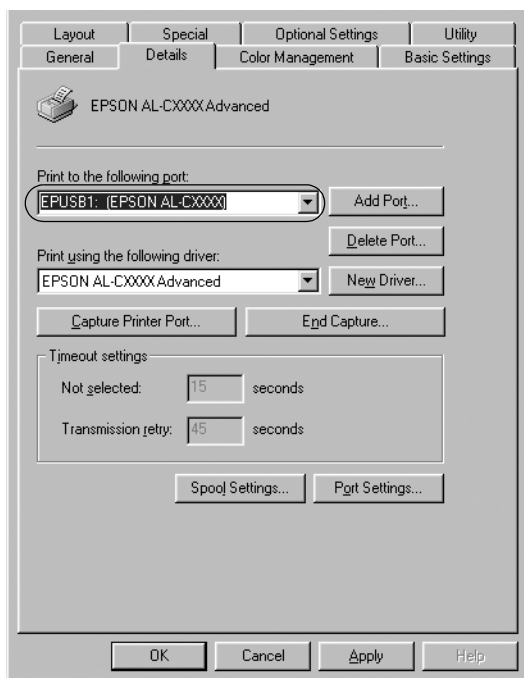 Layout Special Optional Settings Utility
General Details Color Management Basic Settings
EPSON AL-CXXXX Advanced
Print to the following port:
EPUSB1: (EPSON AL-CXXXX) Add Port...
Delete Port...
Print using the following driver:
EPSON AL-CXXXX Advanced New Driver...
Capture Printer Port... End Capture...
Timeout settings
Not selected: 15 seconds
Transmission retry: 45 seconds
Spool Settings... Port Settings...
OK Cancel Apply Help